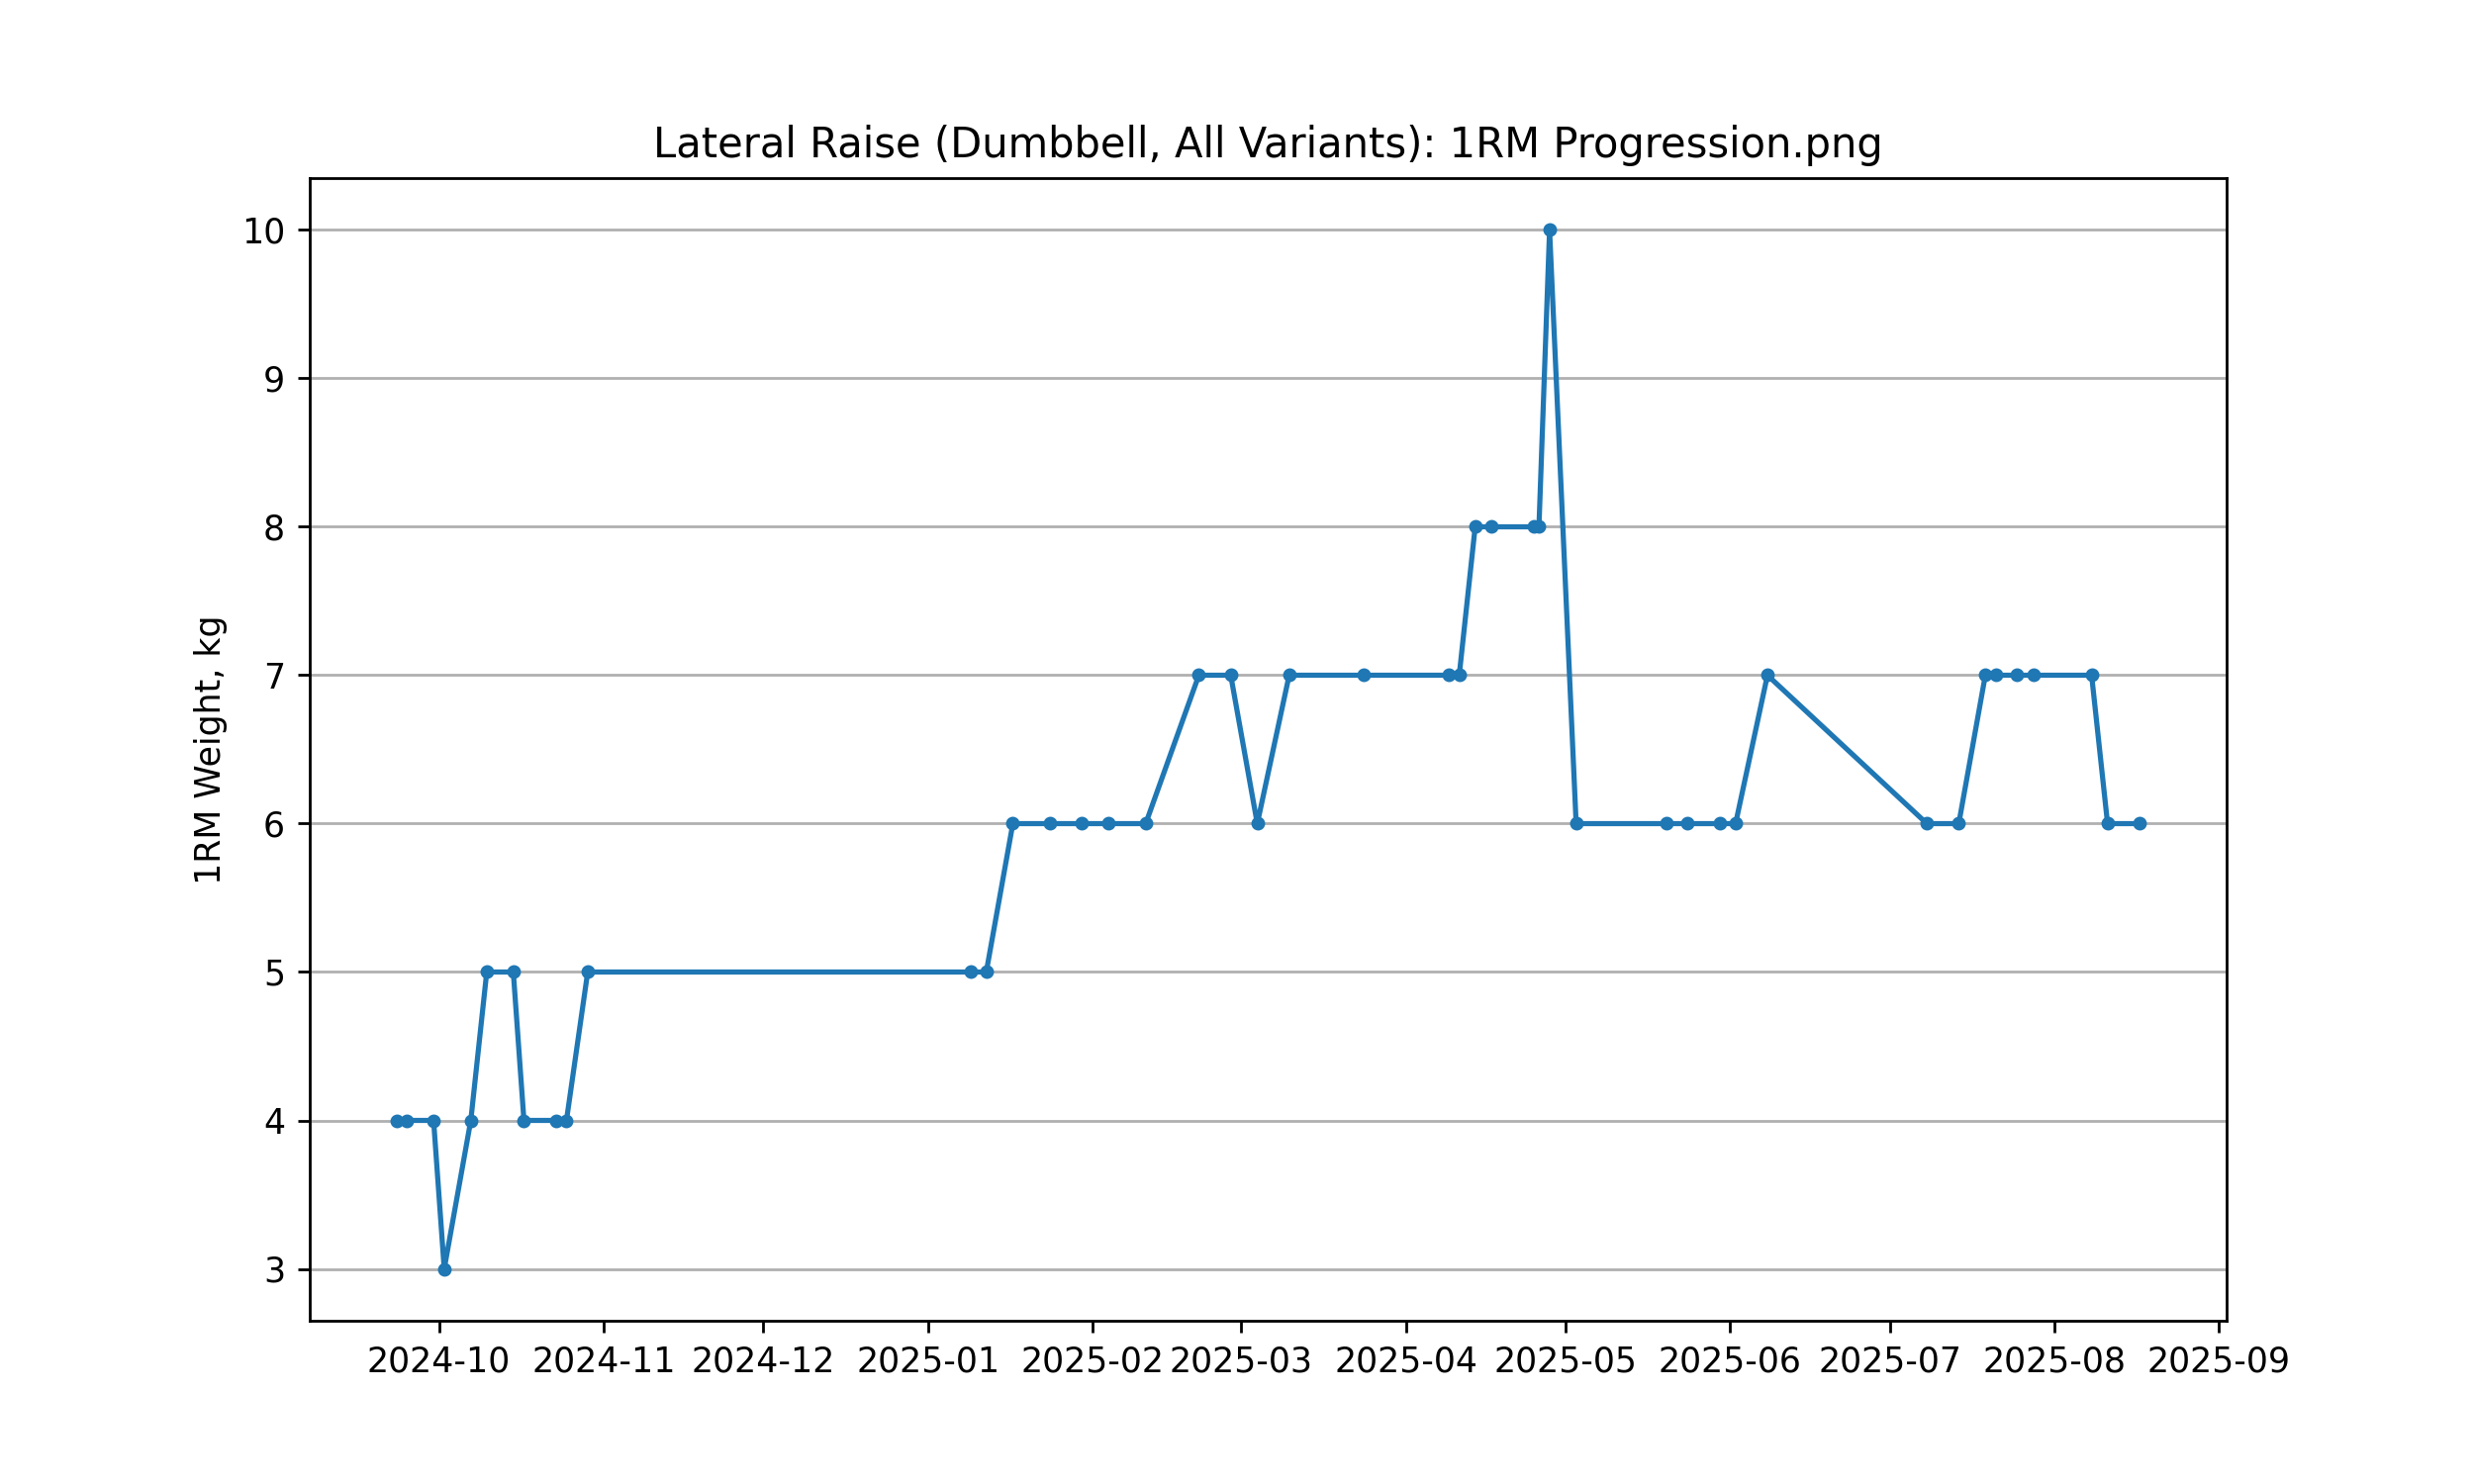 Lateral Raise (Dumbbell, All Variants): 1RM Progression.png
10
9
8
7
6
5
4
3
1RM Weight, kg
2024-10 2024-11 2024-12 2025-01 2025-02 2025-03 2025-04 2025-05 2025-06 2025-07 2025-08 2025-09